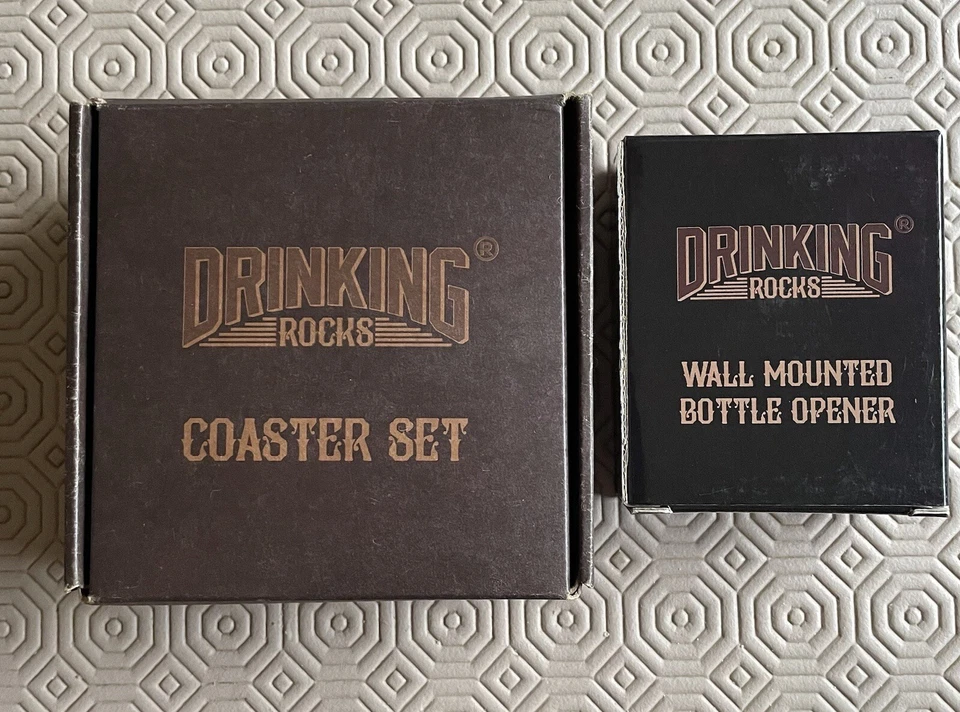 DRINKING®
ROCKS
COASTER SET
DRINKING®
ROCKS
WALL MOUNTED
BOTTLE OPENER